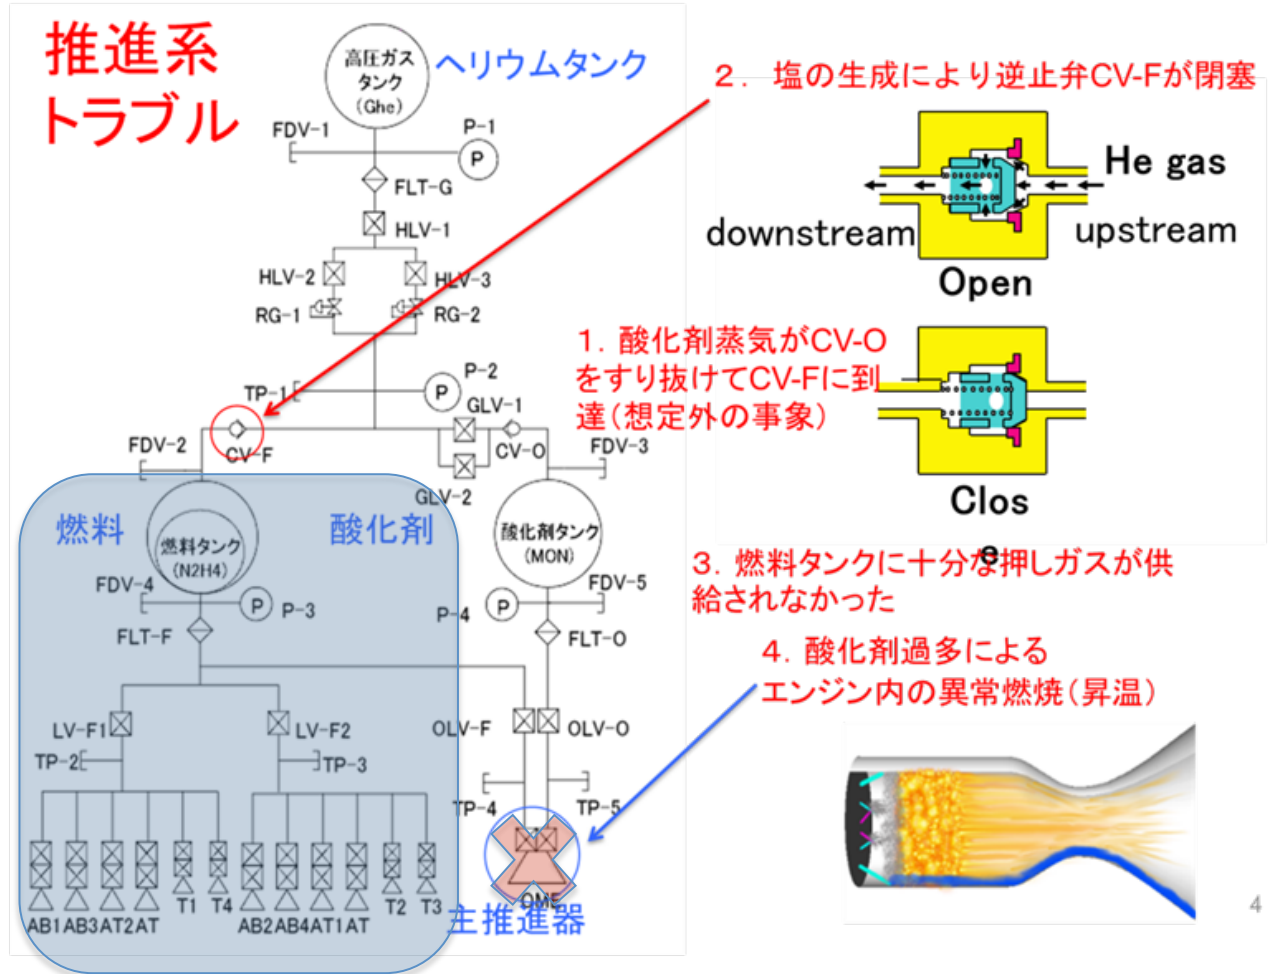 推進系
トラブル
高圧ガス
タンク
(Ghe)
ヘリウムタンク
FDV-1
P-1
P
FLT-G
HLV-1
HLV-2
HLV-3
RG-1
RG-2
TP-1
P-2
P
GLV-1
FDV-2
CV-F
CV-O
FDV-3
GLV-2
燃料
酸化剤
燃料タンク
(N2H4)
酸化剤タンク
(MON)
FDV-4
P
P-3
P-4
P
FDV-5
FLT-F
FLT-O
LV-F1
LV-F2
OLV-F
OLV-O
TP-2
TP-3
TP-4
TP-5
AB1 AB3 AT2 AT T1 T4 AB2 AB4 AT1 AT T2 T3
OME
主推進器
2. 塩の生成により逆止弁CV-Fが閉塞
He gas
downstream
upstream
Open
1. 酸化剤蒸気がCV-O
をすり抜けてCV-Fに到
達(想定外の事象)
Clos
e
3. 燃料タンクに十分な押しガスが供
給されなかった
4. 酸化剤過多による
エンジン内の異常燃焼(昇温)
4